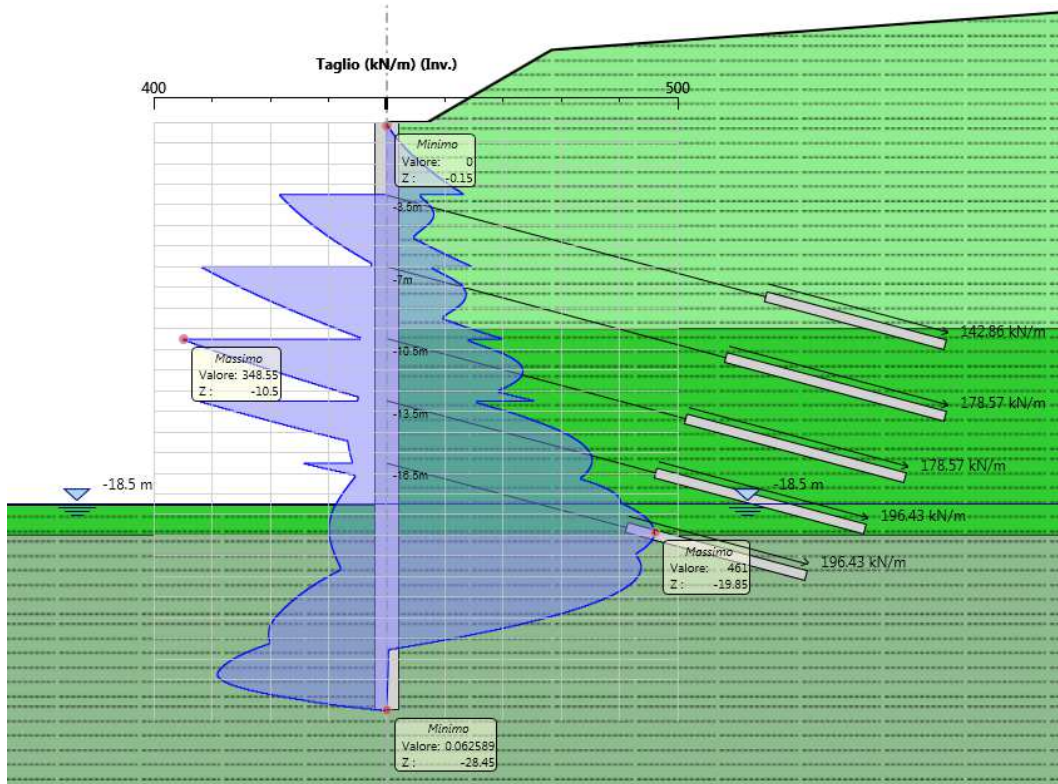 Taglio (kN/m) (Inv.)
400
500
Minimo
Valore: 0
Z : -0.15
-3.5m
-7m
142.86 kN/m
Massimo
Valore: 348.55
Z : -10.5
-10.5m
178.57 kN/m
-13.5m
178.57 kN/m
-16.5m
-18.5 m
-18.5 m
196.43 kN/m
Massimo
Valore: 461
Z : -19.85
196.43 kN/m
Minimo
Valore: 0.062589
Z : -28.45